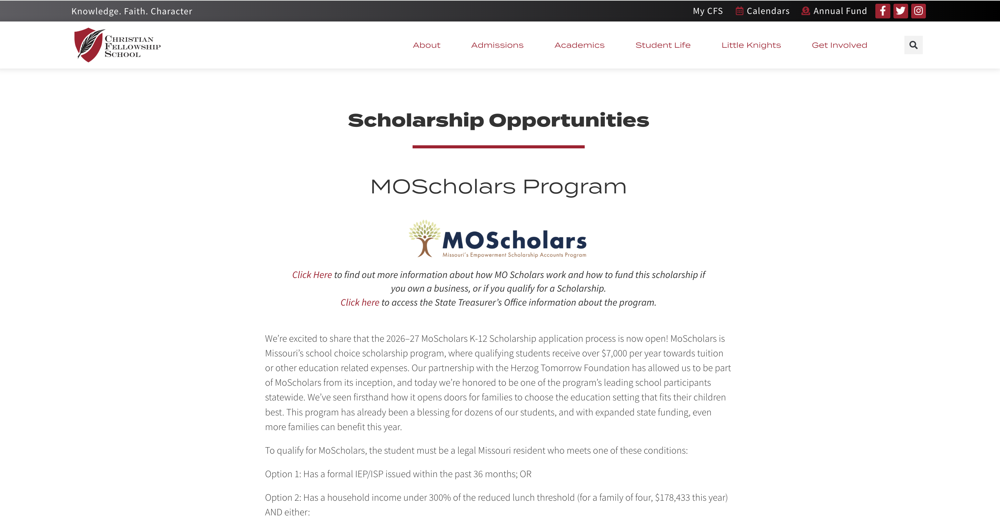 Knowledge. Faith. Character
My CFS Calendars Annual Fund
CHRISTIAN
FELLOWSHIP
SCHOOL
About Admissions Academics Student Life Little Knights Get Involved
Scholarship Opportunities
MOScholars Program
MOScholars
Missouri's Empowerment Scholarship Accounts Program
Click Here to find out more information about how MO Scholars work and how to fund this scholarship if
you own a business, or if you qualify for a Scholarship.
Click here to access the State Treasurer’s Office information about the program.
We’re excited to share that the 2026–27 MoScholars K-12 Scholarship application process is now open! MoScholars is
Missouri’s school choice scholarship program, where qualifying students receive over $7,000 per year towards tuition
or other education related expenses. Our partnership with the Herzog Tomorrow Foundation has allowed us to be part
of MoScholars from its inception, and today we’re honored to be one of the program’s leading school participants
statewide. We’ve seen firsthand how it opens doors for families to choose the education setting that fits their children
best. This program has already been a blessing for dozens of our students, and with expanded state funding, even
more families can benefit this year.
To qualify for MoScholars, the student must be a legal Missouri resident who meets one of these conditions:
Option 1: Has a formal IEP/ISP issued within the past 36 months; OR
Option 2: Has a household income under 300% of the reduced lunch threshold (for a family of four, $178,433 this year)
AND either: